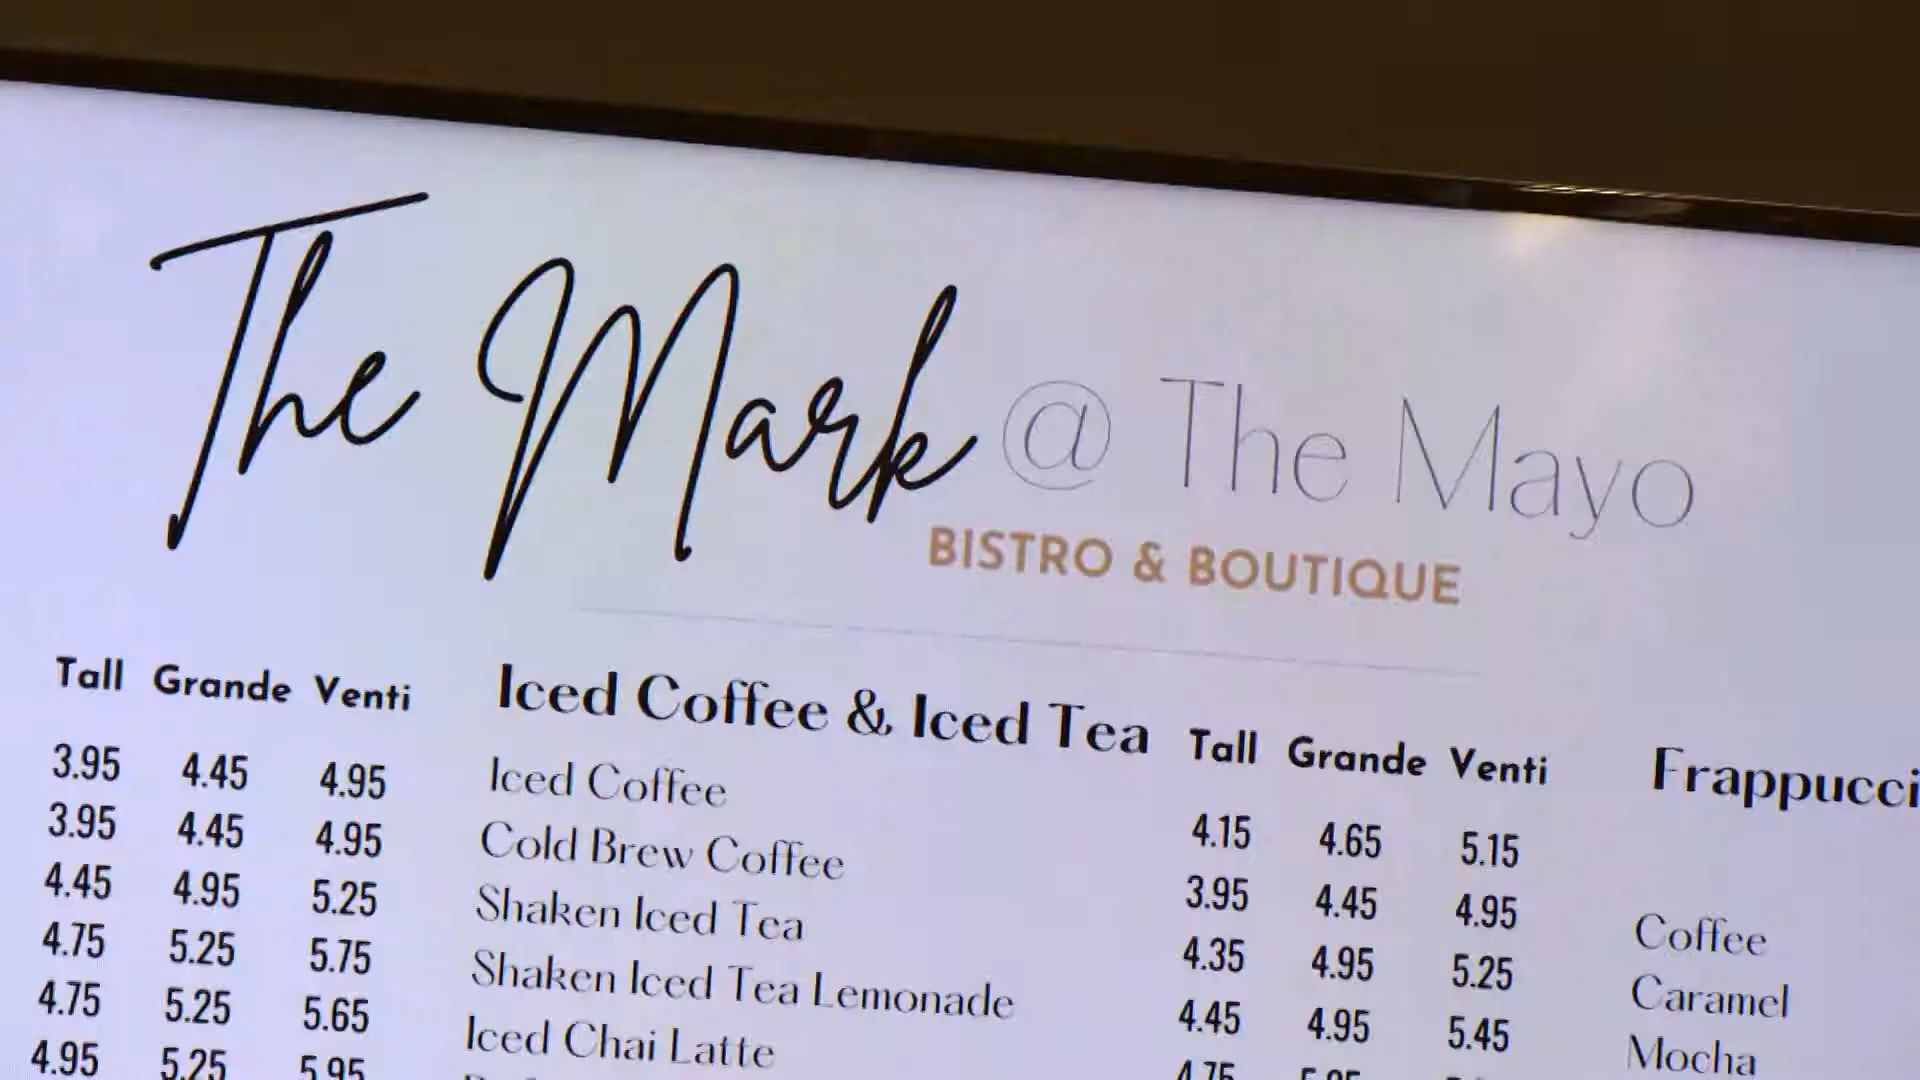 The Mark @ The Mayo
BISTRO & BOUTIQUE
Tall Grande Venti
3.95 4.45 4.95
3.95 4.45 4.95
4.45 4.95 5.25
4.75 5.25 5.75
4.75 5.25 5.65
4.95 5.25 5.95
Iced Coffee & Iced Tea Tall Grande Venti
Iced Coffee 4.15 4.65 5.15
Cold Brew Coffee 3.95 4.45 4.95
Shaken Iced Tea 4.35 4.95 5.25
Shaken Iced Tea Lemonade 4.45 4.95 5.45
Iced Chai Latte 4.75
Frappucci
Coffee
Caramel
Mocha